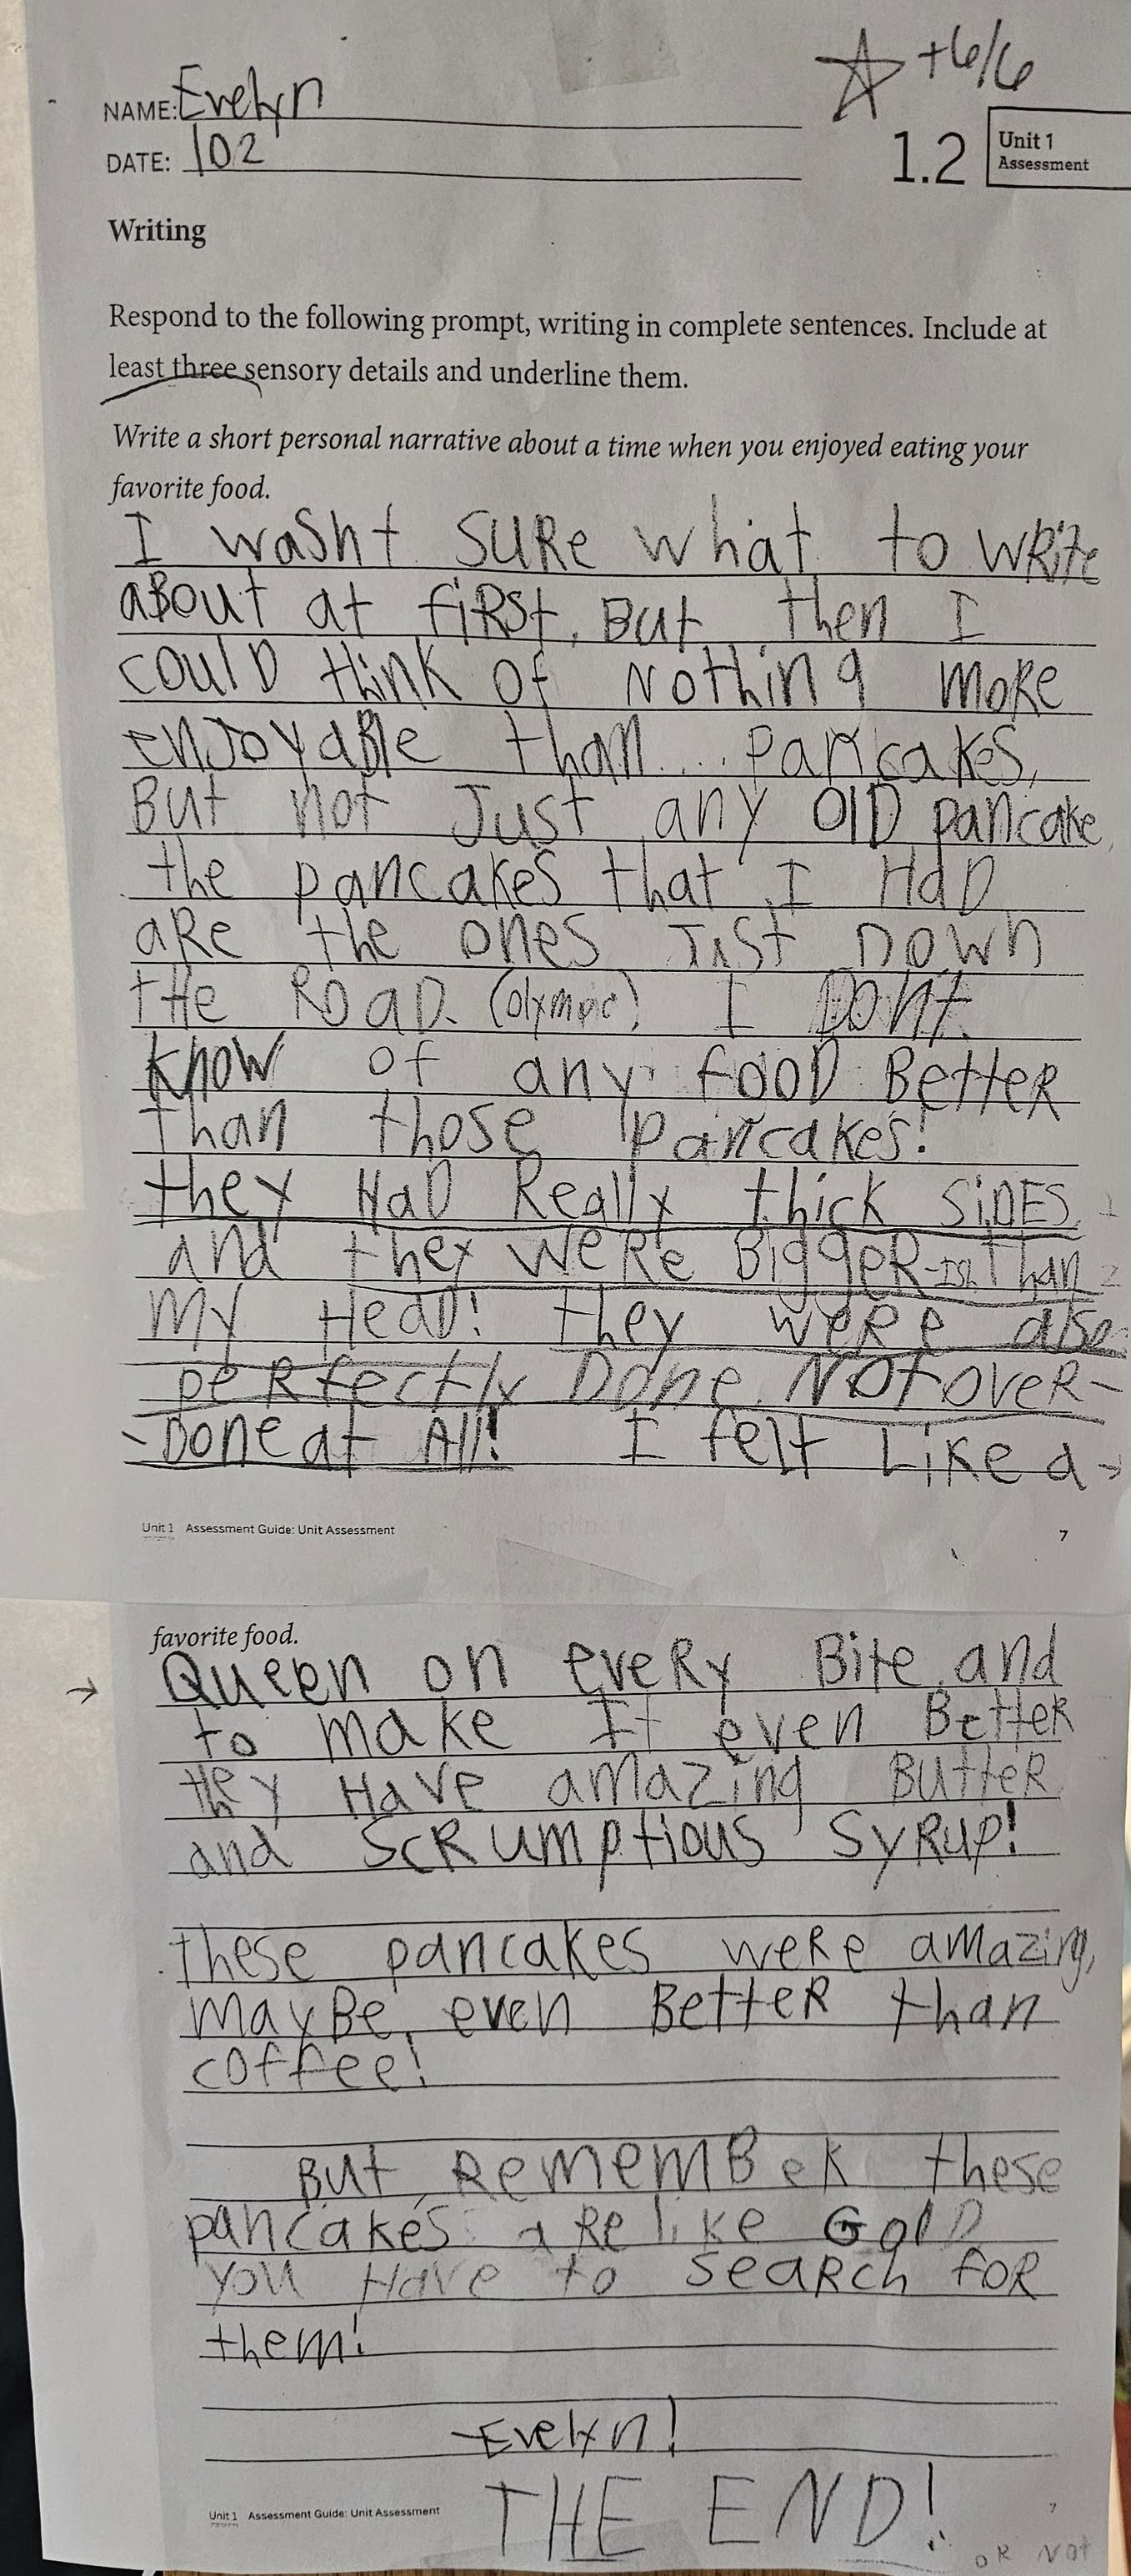 +6/6
NAME: Evelyn
DATE: 102
1.2
Unit 1
Assessment
Writing
Respond to the following prompt, writing in complete sentences. Include at
least three sensory details and underline them.
Write a short personal narrative about a time when you enjoyed eating your
favorite food.
I wasnt SURe what to wRite
aBout at fiRSt, But then I
could think of Nothing moRe
enJoyaBle than.... pancakes,
But not Just any OlD pancake,
the pancakes that I HaD
aRe the ones Just Down
tHe RoaD. (olympic) I Dont
know of any fooD BetteR
than those pancakes!
they HaD Really thick SiDES 1
and they weRe BiggeR-ish than 2
my HeaD! they weRe also
peRfectly Done NOt oveR-
-Done at All! I felt Like a →
Unit 1 Assessment Guide: Unit Assessment
7
favorite food.
→ Queen on eveRy Bite, and
to make It even BetteR
they Have amazing ButteR
and ScRumptious SyRup!
these pancakes weRe amazing,
mayBe, even BetteR than
coffee!
But, RememBeR these
pancakes aRe like GolD
you Have to seaRch foR
them!
-Evelyn!
Unit 1 Assessment Guide: Unit Assessment
THE END!
7
oR Not